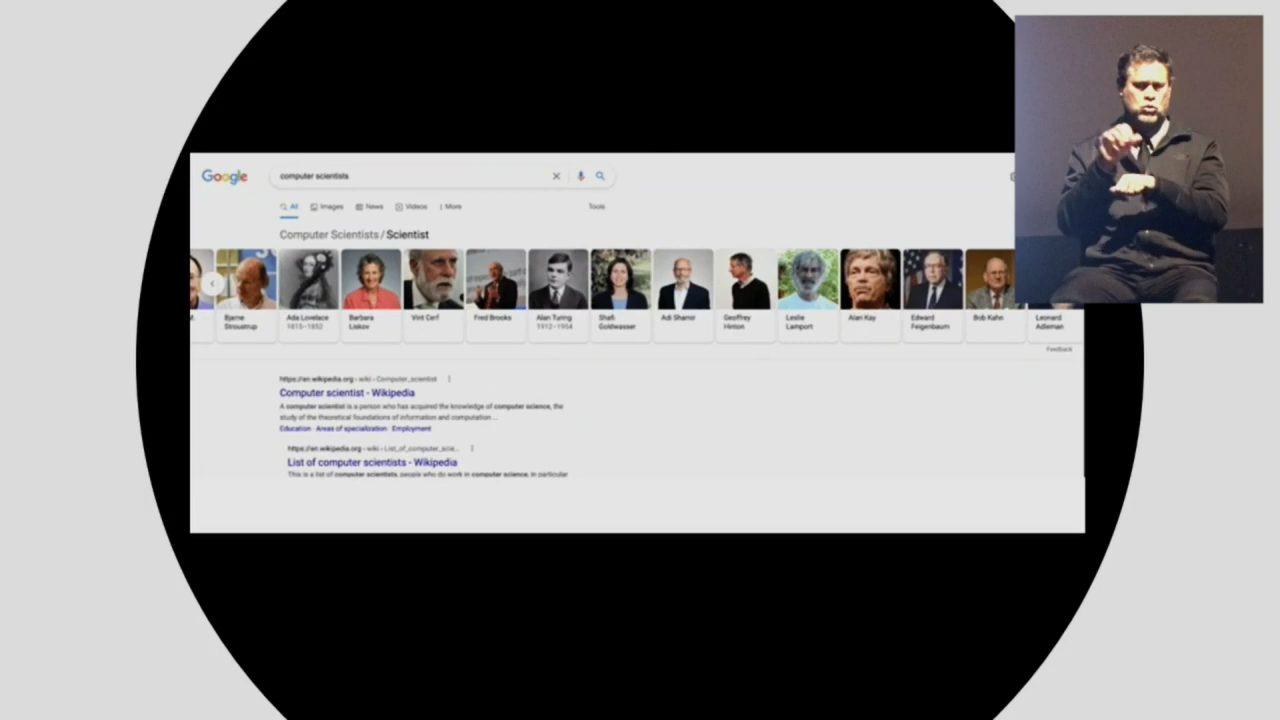 Google
computer scientists
All Images News Videos More
Tools
Computer Scientists / Scientist
Bjarne
Stroustrup
Ada Lovelace
1815–1852
Barbara
Liskov
Vint Cerf
Fred Brooks
Alan Turing
1912–1954
Shafi
Goldwasser
Adi Shamir
Geoffrey
Hinton
Leslie
Lamport
Alan Kay
Edward
Feigenbaum
Bob Kahn
Leonard
Adleman
Feedback
https://en.wikipedia.org › wiki › Computer_scientist
Computer scientist - Wikipedia
A computer scientist is a person who has acquired the knowledge of computer science, the
study of the theoretical foundations of information and computation ...
Education · Areas of specialization · Employment
https://en.wikipedia.org › wiki › List_of_computer_scie...
List of computer scientists - Wikipedia
This is a list of computer scientists, people who do work in computer science, in particular